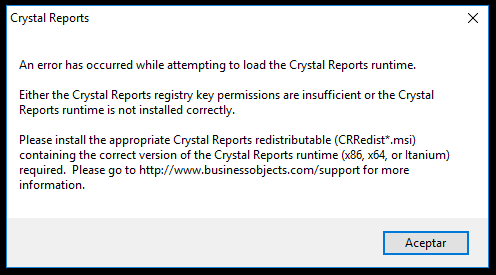 Crystal Reports
An error has occurred while attempting to load the Crystal Reports runtime.
Either the Crystal Reports registry key permissions are insufficient or the Crystal
Reports runtime is not installed correctly.
Please install the appropriate Crystal Reports redistributable (CRRedist*.msi)
containing the correct version of the Crystal Reports runtime (x86, x64, or Itanium)
required.  Please go to http://www.businessobjects.com/support for more
information.
Aceptar